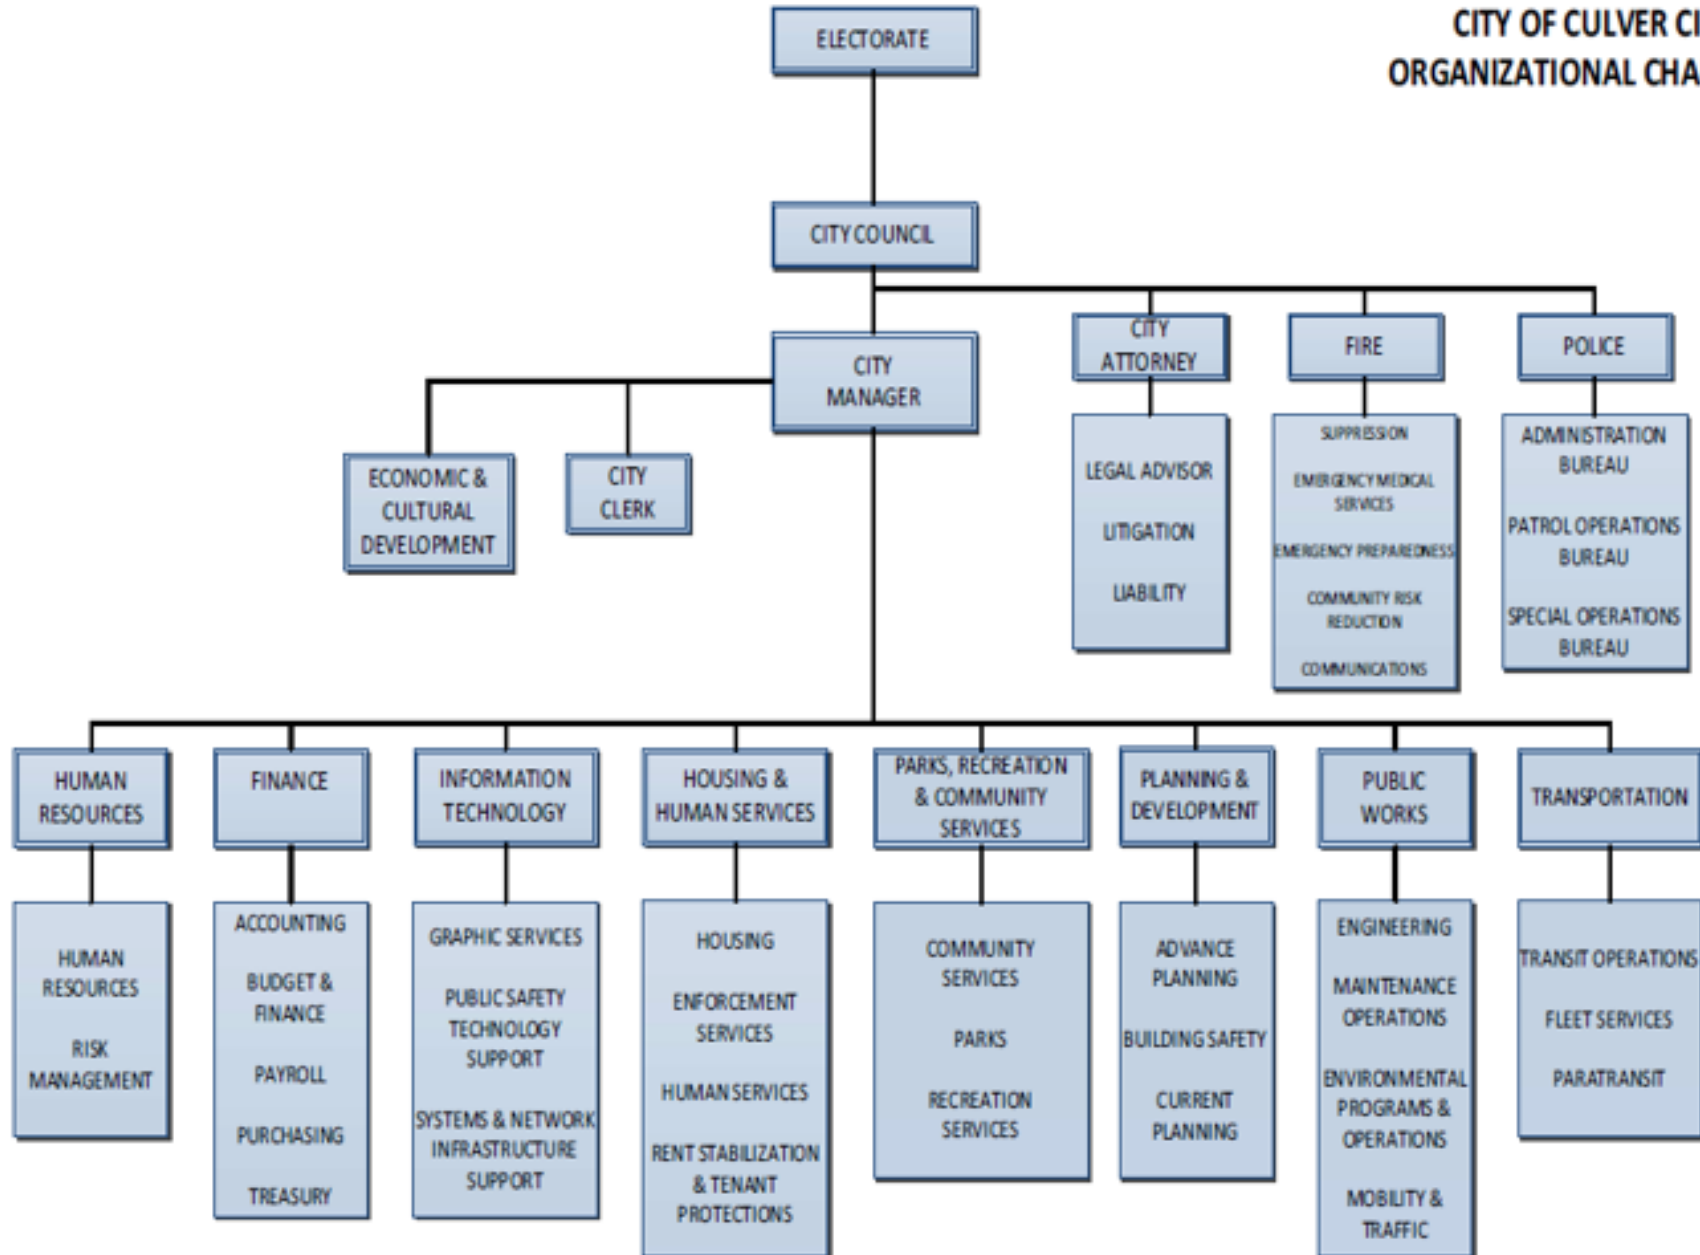 CITY OF CULVER CI
ORGANIZATIONAL CHA
ELECTORATE
CITY COUNCIL
CITY
MANAGER
CITY
ATTORNEY
FIRE
POLICE
LEGAL ADVISOR
LITIGATION
LIABILITY
SUPPRESSION
EMERGENCY MEDICAL
SERVICES
EMERGENCY PREPAREDNESS
COMMUNITY RISK
REDUCTION
COMMUNICATIONS
ADMINISTRATION
BUREAU
PATROL OPERATIONS
BUREAU
SPECIAL OPERATIONS
BUREAU
ECONOMIC &
CULTURAL
DEVELOPMENT
CITY
CLERK
HUMAN
RESOURCES
FINANCE
INFORMATION
TECHNOLOGY
HOUSING &
HUMAN SERVICES
PARKS, RECREATION
& COMMUNITY
SERVICES
PLANNING &
DEVELOPMENT
PUBLIC
WORKS
TRANSPORTATION
HUMAN
RESOURCES
RISK
MANAGEMENT
ACCOUNTING
BUDGET &
FINANCE
PAYROLL
PURCHASING
TREASURY
GRAPHIC SERVICES
PUBLIC SAFETY
TECHNOLOGY
SUPPORT
SYSTEMS & NETWORK
INFRASTRUCTURE
SUPPORT
HOUSING
ENFORCEMENT
SERVICES
HUMAN SERVICES
RENT STABILIZATION
& TENANT
PROTECTIONS
COMMUNITY
SERVICES
PARKS
RECREATION
SERVICES
ADVANCE
PLANNING
BUILDING SAFETY
CURRENT
PLANNING
ENGINEERING
MAINTENANCE
OPERATIONS
ENVIRONMENTAL
PROGRAMS &
OPERATIONS
MOBILITY &
TRAFFIC
TRANSIT OPERATIONS
FLEET SERVICES
PARATRANSIT